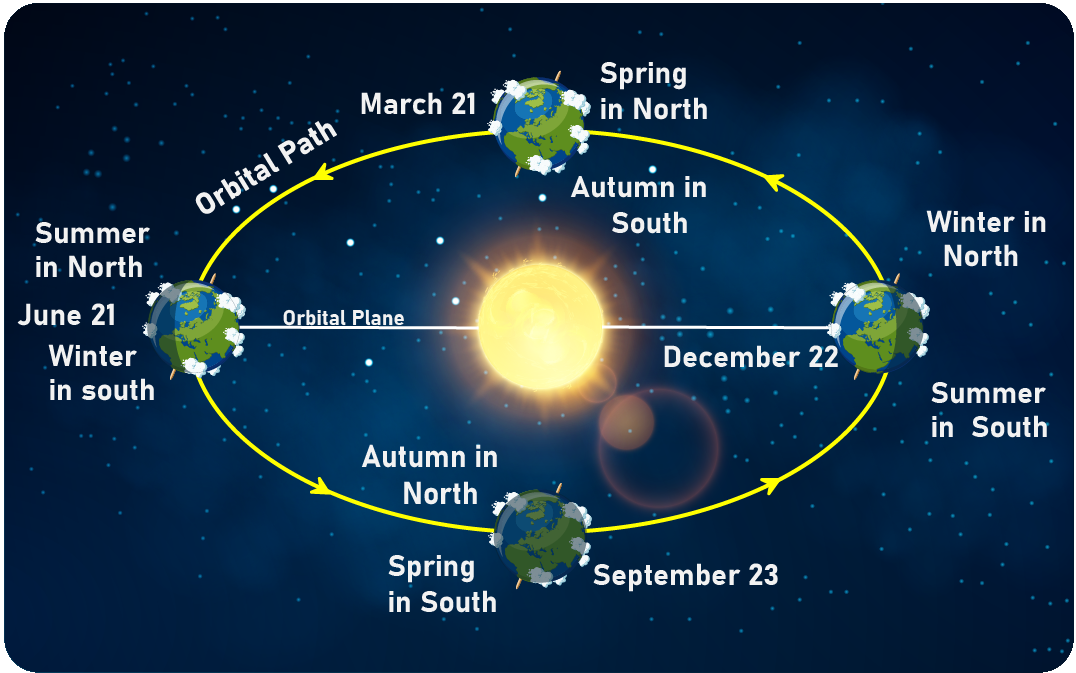 Spring
in North
March 21
Orbital Path
Autumn in
South
Summer
in North
June 21
Winter
in south
Orbital Plane
Winter in
North
December 22
Summer
in  South
Autumn in
North
Spring
in South
September 23